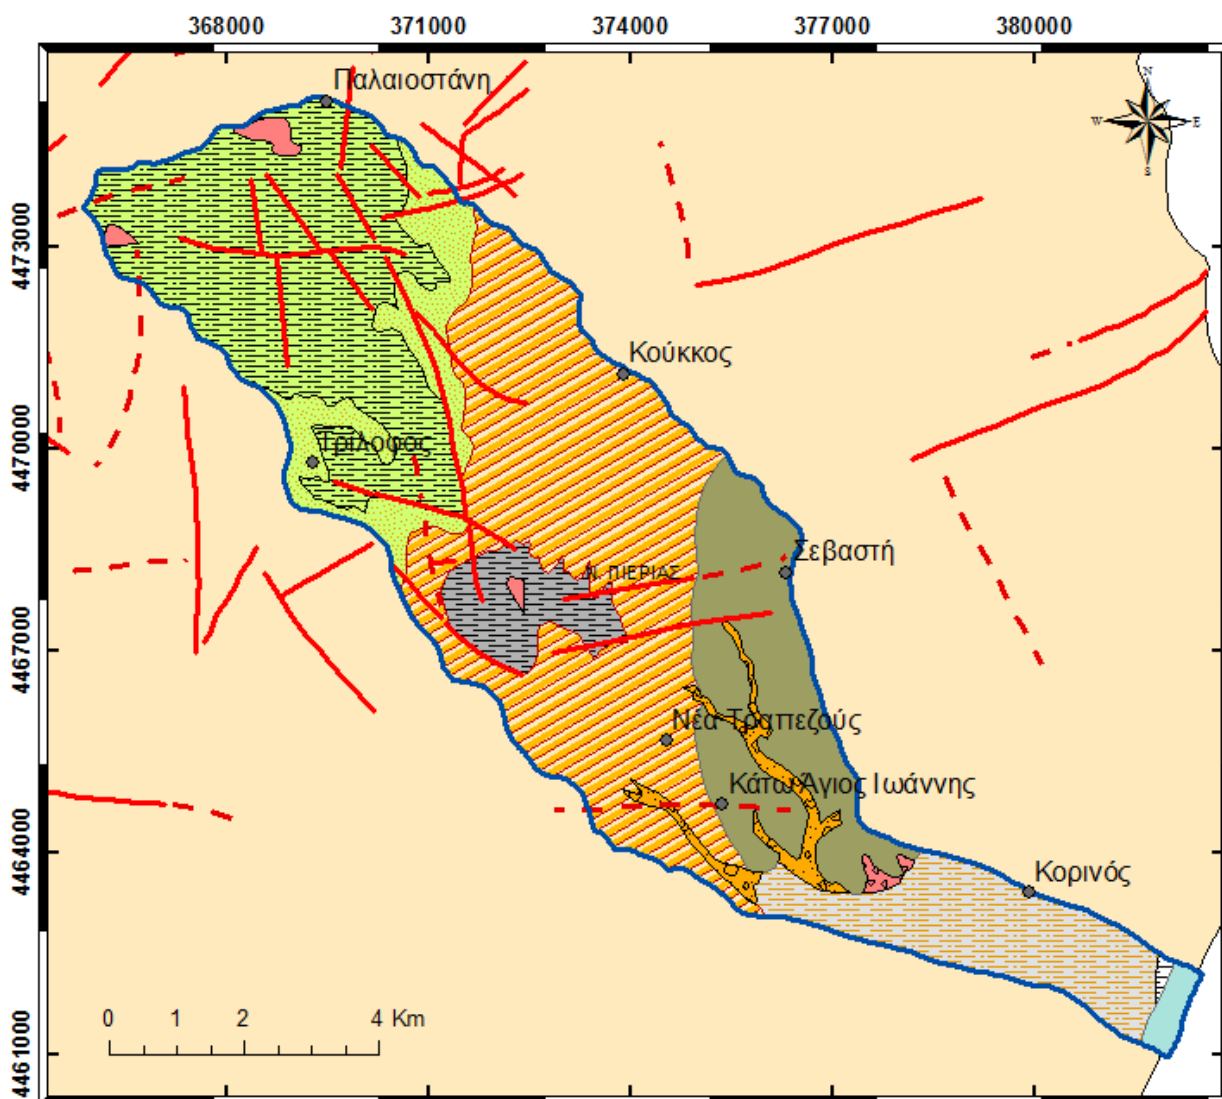 368000 371000 374000 377000 380000
Παλαιοστάνη
N
W E
S
4473000
Κούκκος
4470000
Τρίλοφος
Σεβαστή
Ν. ΠΙΕΡΙΑΣ
4467000
Νέα Τραπεζούς
Κάτω Άγιος Ιωάννης
4464000
Κορινός
0 1 2 4 Km
4461000